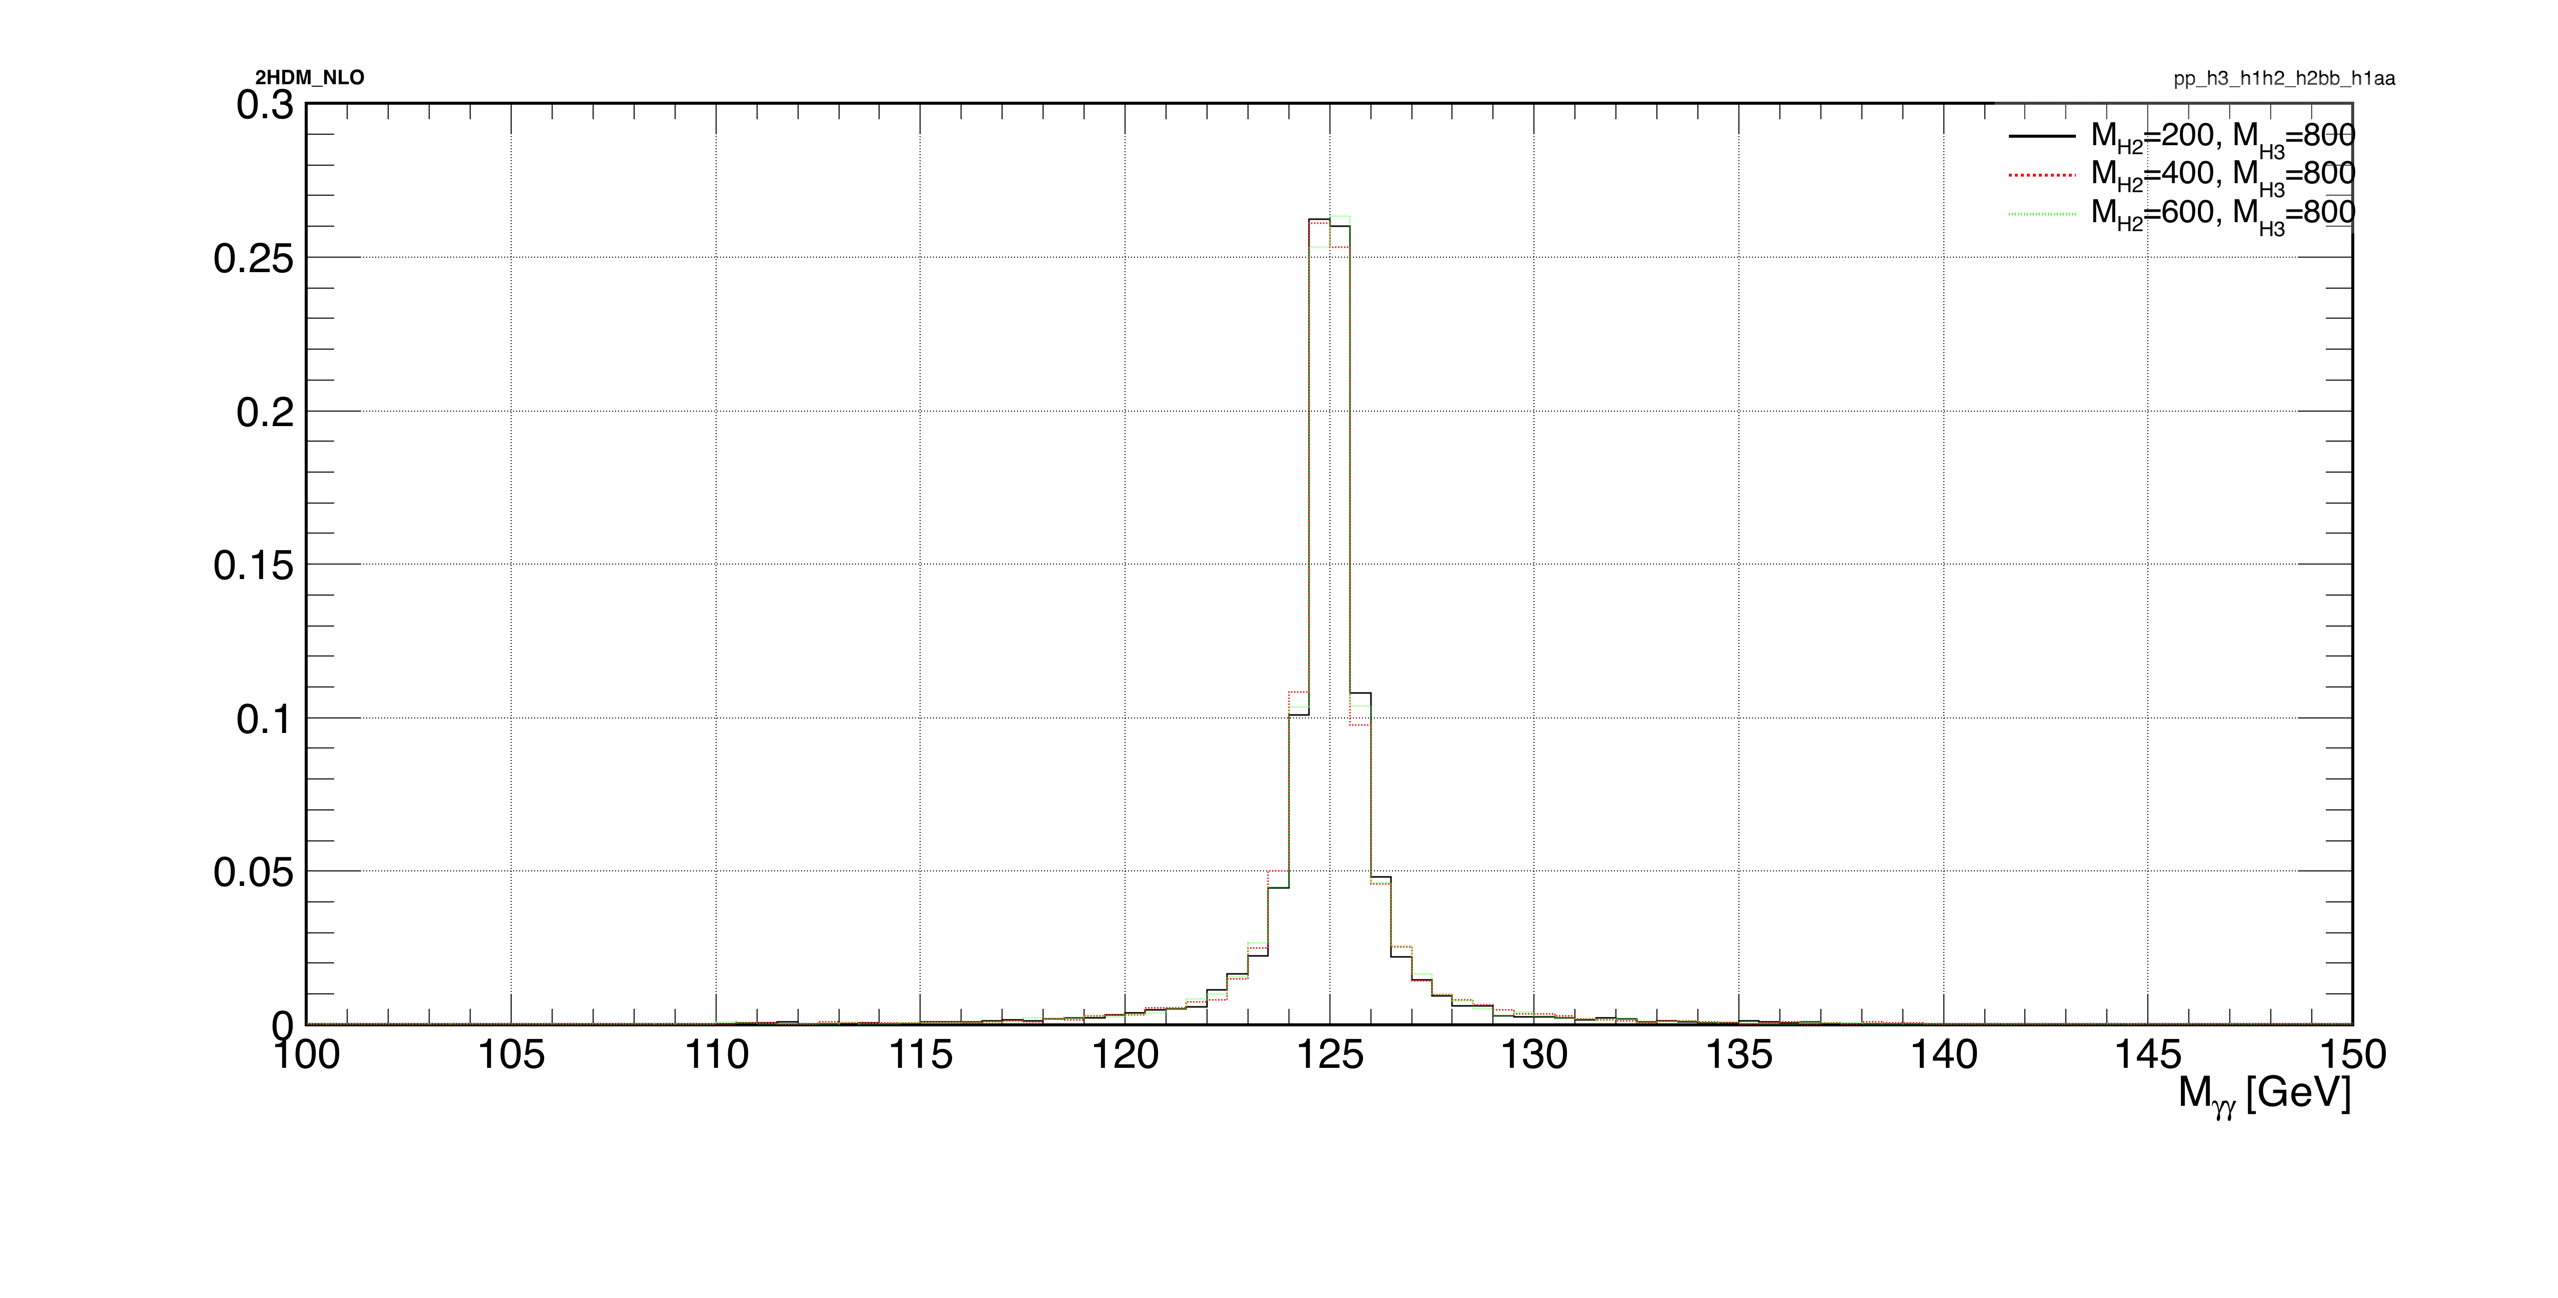 2HDM_NLO
pp_h3_h1h2_h2bb_h1aa
0.3
M_H2=200, M_H3=800
M_H2=400, M_H3=800
M_H2=600, M_H3=800
0.25
0.2
0.15
0.1
0.05
0
100 105 110 115 120 125 130 135 140 145 150
M_γγ [GeV]